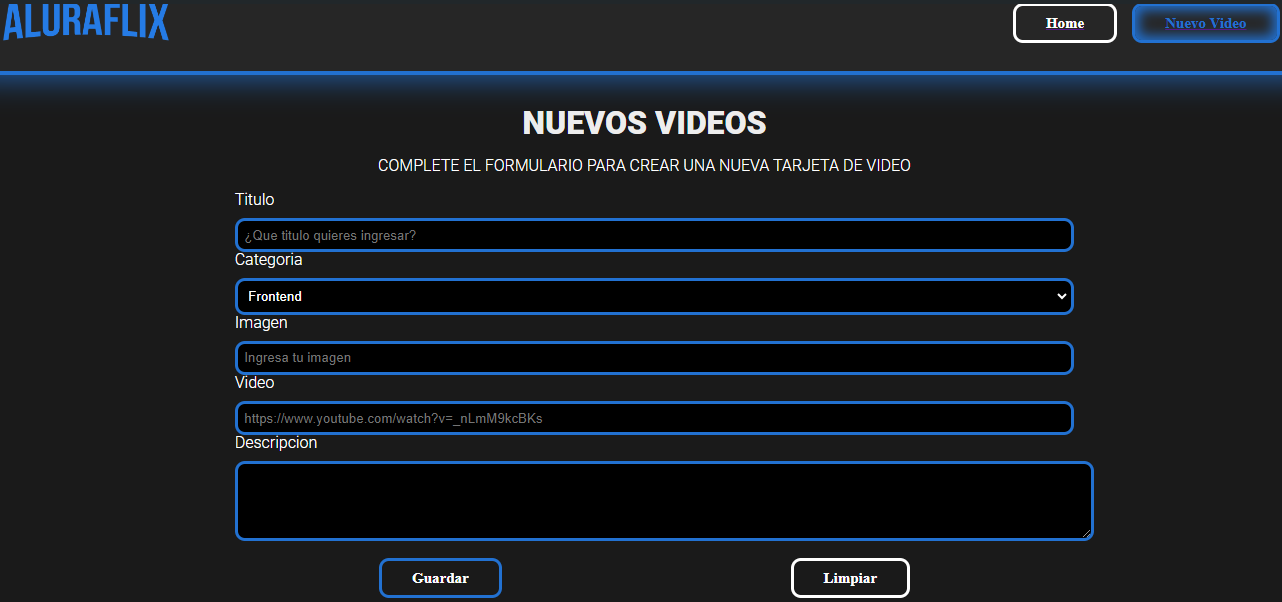 ALURAFLIX
Home
Nuevo Video
NUEVOS VIDEOS
COMPLETE EL FORMULARIO PARA CREAR UNA NUEVA TARJETA DE VIDEO
Titulo
¿Que titulo quieres ingresar?
Categoria
Frontend
Imagen
Ingresa tu imagen
Video
https://www.youtube.com/watch?v=_nLmM9kcBKs
Descripcion
Guardar
Limpiar